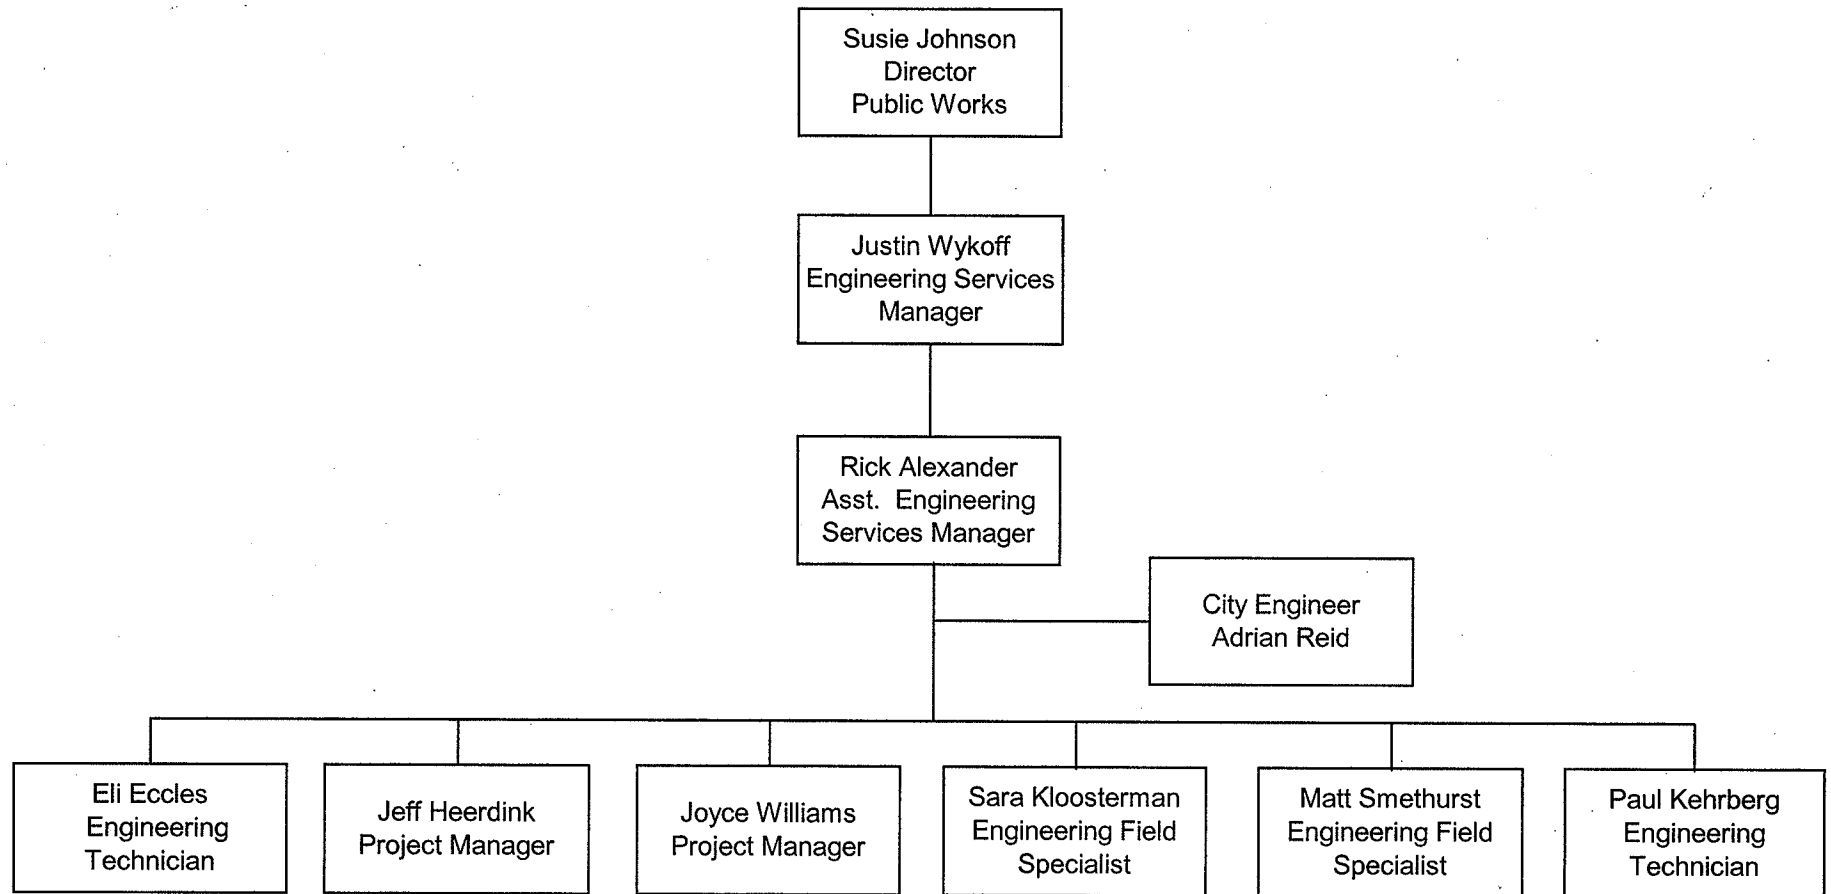 Susie Johnson
Director
Public Works
Justin Wykoff
Engineering Services
Manager
Rick Alexander
Asst. Engineering
Services Manager
City Engineer
Adrian Reid
Eli Eccles
Engineering
Technician
Jeff Heerdink
Project Manager
Joyce Williams
Project Manager
Sara Kloosterman
Engineering Field
Specialist
Matt Smethurst
Engineering Field
Specialist
Paul Kehrberg
Engineering
Technician